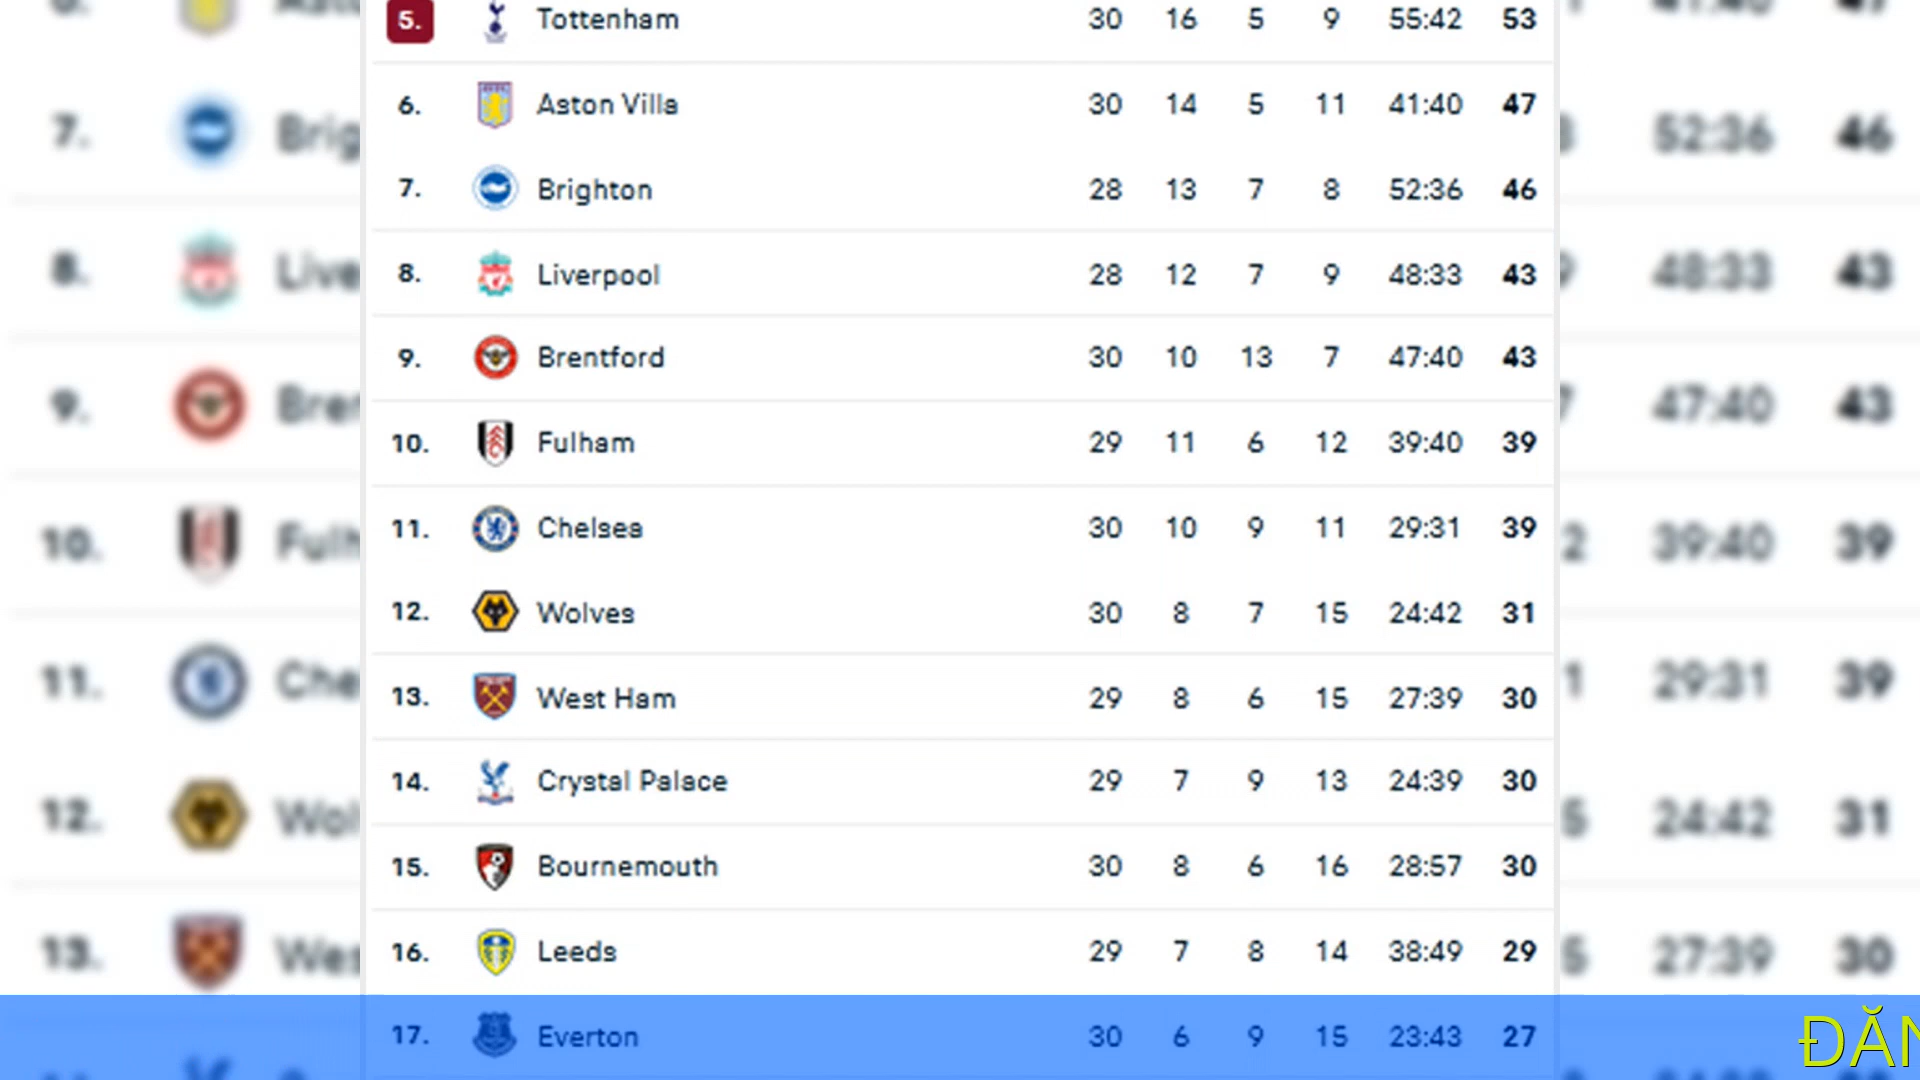 5. Tottenham 30 16 5 9 55:42 53
6. Aston Villa 30 14 5 11 41:40 47
7. Brighton 28 13 7 8 52:36 46
8. Liverpool 28 12 7 9 48:33 43
9. Brentford 30 10 13 7 47:40 43
10. Fulham 29 11 6 12 39:40 39
11. Chelsea 30 10 9 11 29:31 39
12. Wolves 30 8 7 15 24:42 31
13. West Ham 29 8 6 15 27:39 30
14. Crystal Palace 29 7 9 13 24:39 30
15. Bournemouth 30 8 6 16 28:57 30
16. Leeds 29 7 8 14 38:49 29
17. Everton 30 6 9 15 23:43 27